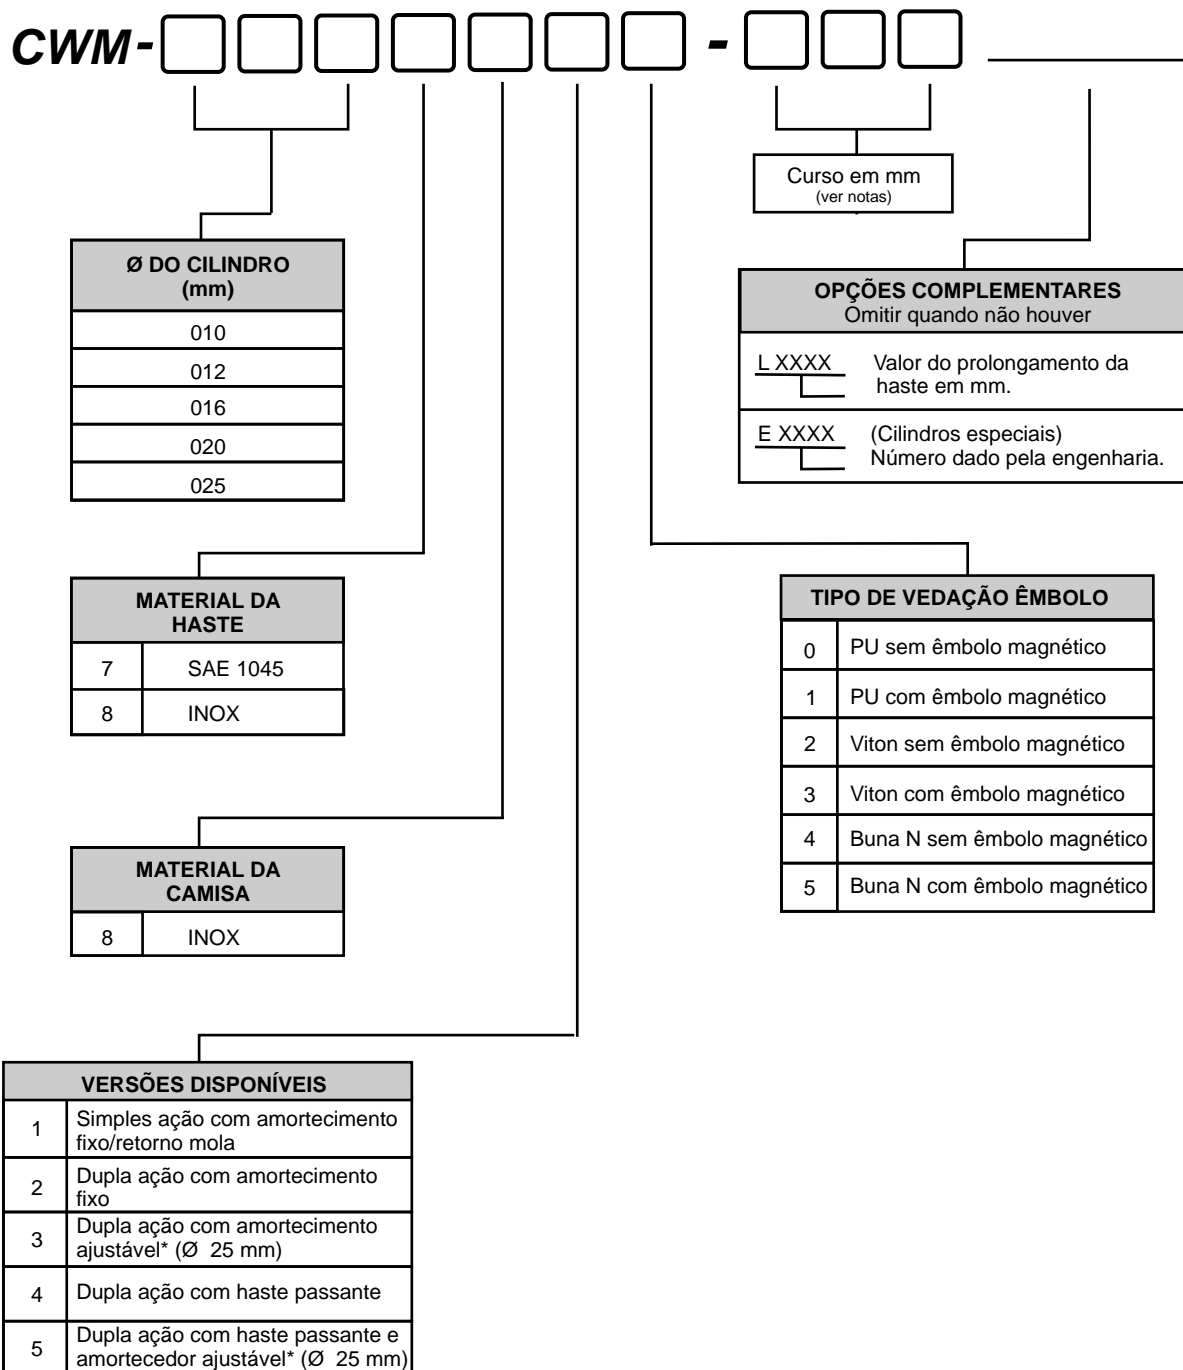 CWM- -
Curso em mm
(ver notas)
Ø DO CILINDRO
(mm)
010
012
016
020
025
OPÇÕES COMPLEMENTARES
Omitir quando não houver
L XXXX Valor do prolongamento da
haste em mm.
E XXXX (Cilindros especiais)
Número dado pela engenharia.
MATERIAL DA
HASTE
7 SAE 1045
8 INOX
TIPO DE VEDAÇÃO ÊMBOLO
0 PU sem êmbolo magnético
1 PU com êmbolo magnético
2 Viton sem êmbolo magnético
3 Viton com êmbolo magnético
4 Buna N sem êmbolo magnético
5 Buna N com êmbolo magnético
MATERIAL DA
CAMISA
8 INOX
VERSÕES DISPONÍVEIS
1 Simples ação com amortecimento
fixo/retorno mola
2 Dupla ação com amortecimento
fixo
3 Dupla ação com amortecimento
ajustável* (Ø 25 mm)
4 Dupla ação com haste passante
5 Dupla ação com haste passante e
amortecedor ajustável* (Ø 25 mm)